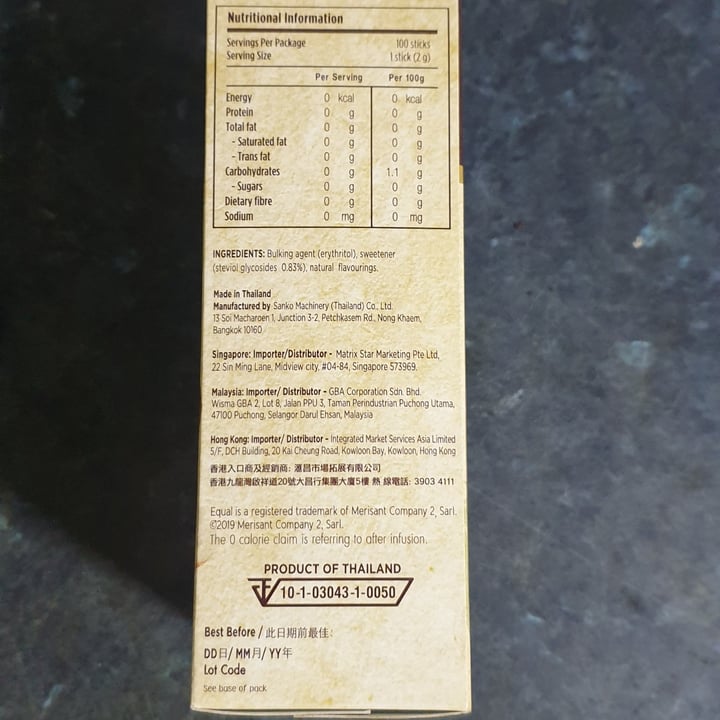 Nutritional Information
Servings Per Package 100 sticks
Serving Size 1 stick (2 g)
Per Serving Per 100g
Energy 0 kcal 0 kcal
Protein 0 g 0 g
Total fat 0 g 0 g
- Saturated fat 0 g 0 g
- Trans fat 0 g 0 g
Carbohydrates 0 g 1.1 g
- Sugars 0 g 0 g
Dietary fibre 0 g 0 g
Sodium 0 mg 0 mg
INGREDIENTS: Bulking agent (erythritol), sweetener
(steviol glycosides 0.83%), natural flavourings.
Made in Thailand
Manufactured by Sanko Machinery (Thailand) Co., Ltd.
13 Soi Macharoen 1, Junction 3-2, Petchkasem Rd., Nong Khaem,
Bangkok 10160
Singapore: Importer/Distributor - Matrix Star Marketing Pte Ltd,
22 Sin Ming Lane, Midview city, #04-84, Singapore 573969.
Malaysia: Importer/ Distributor - GBA Corporation Sdn. Bhd.
Wisma GBA 2, Lot 8, Jalan PPU 3, Taman Perindustrian Puchong Utama,
47100 Puchong, Selangor Darul Ehsan, Malaysia
Hong Kong: Importer/ Distributor - Integrated Market Services Asia Limited
5/F, DCH Building, 20 Kai Cheung Road, Kowloon Bay, Kowloon, Hong Kong
香港入口商及經銷商: 滙昌市場拓展有限公司
香港九龍灣啟祥道20號大昌行集團大廈5樓 熱 線電話: 3903 4111
Equal is a registered trademark of Merisant Company 2, Sarl.
©2019 Merisant Company 2, Sarl.
The 0 calorie claim is referring to after infusion.
PRODUCT OF THAILAND
10-1-03043-1-0050
Best Before / 此日期前最佳:
DD日/ MM月/ YY年
Lot Code
See base of pack